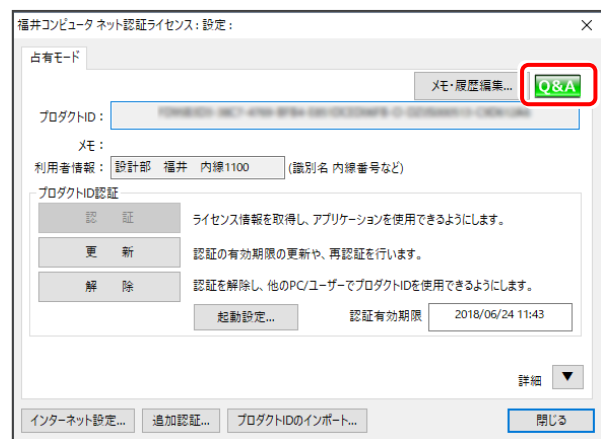 福井コンピュータ ネット認証ライセンス：設定：
占有モード
メモ・履歴編集... Q&A
プロダクトID：
メモ：
利用者情報： 設計部 福井 内線1100 (識別名 内線番号など)
プロダクトID認証
認 証 ライセンス情報を取得し、アプリケーションを使用できるようにします。
更 新 認証の有効期限の更新や、再認証を行います。
解 除 認証を解除し、他のPC/ユーザーでプロダクトIDを使用できるようにします。
起動設定... 認証有効期限 2018/06/24 11:43
詳細 ▼
インターネット設定... 追加認証... プロダクトIDのインポート... 閉じる